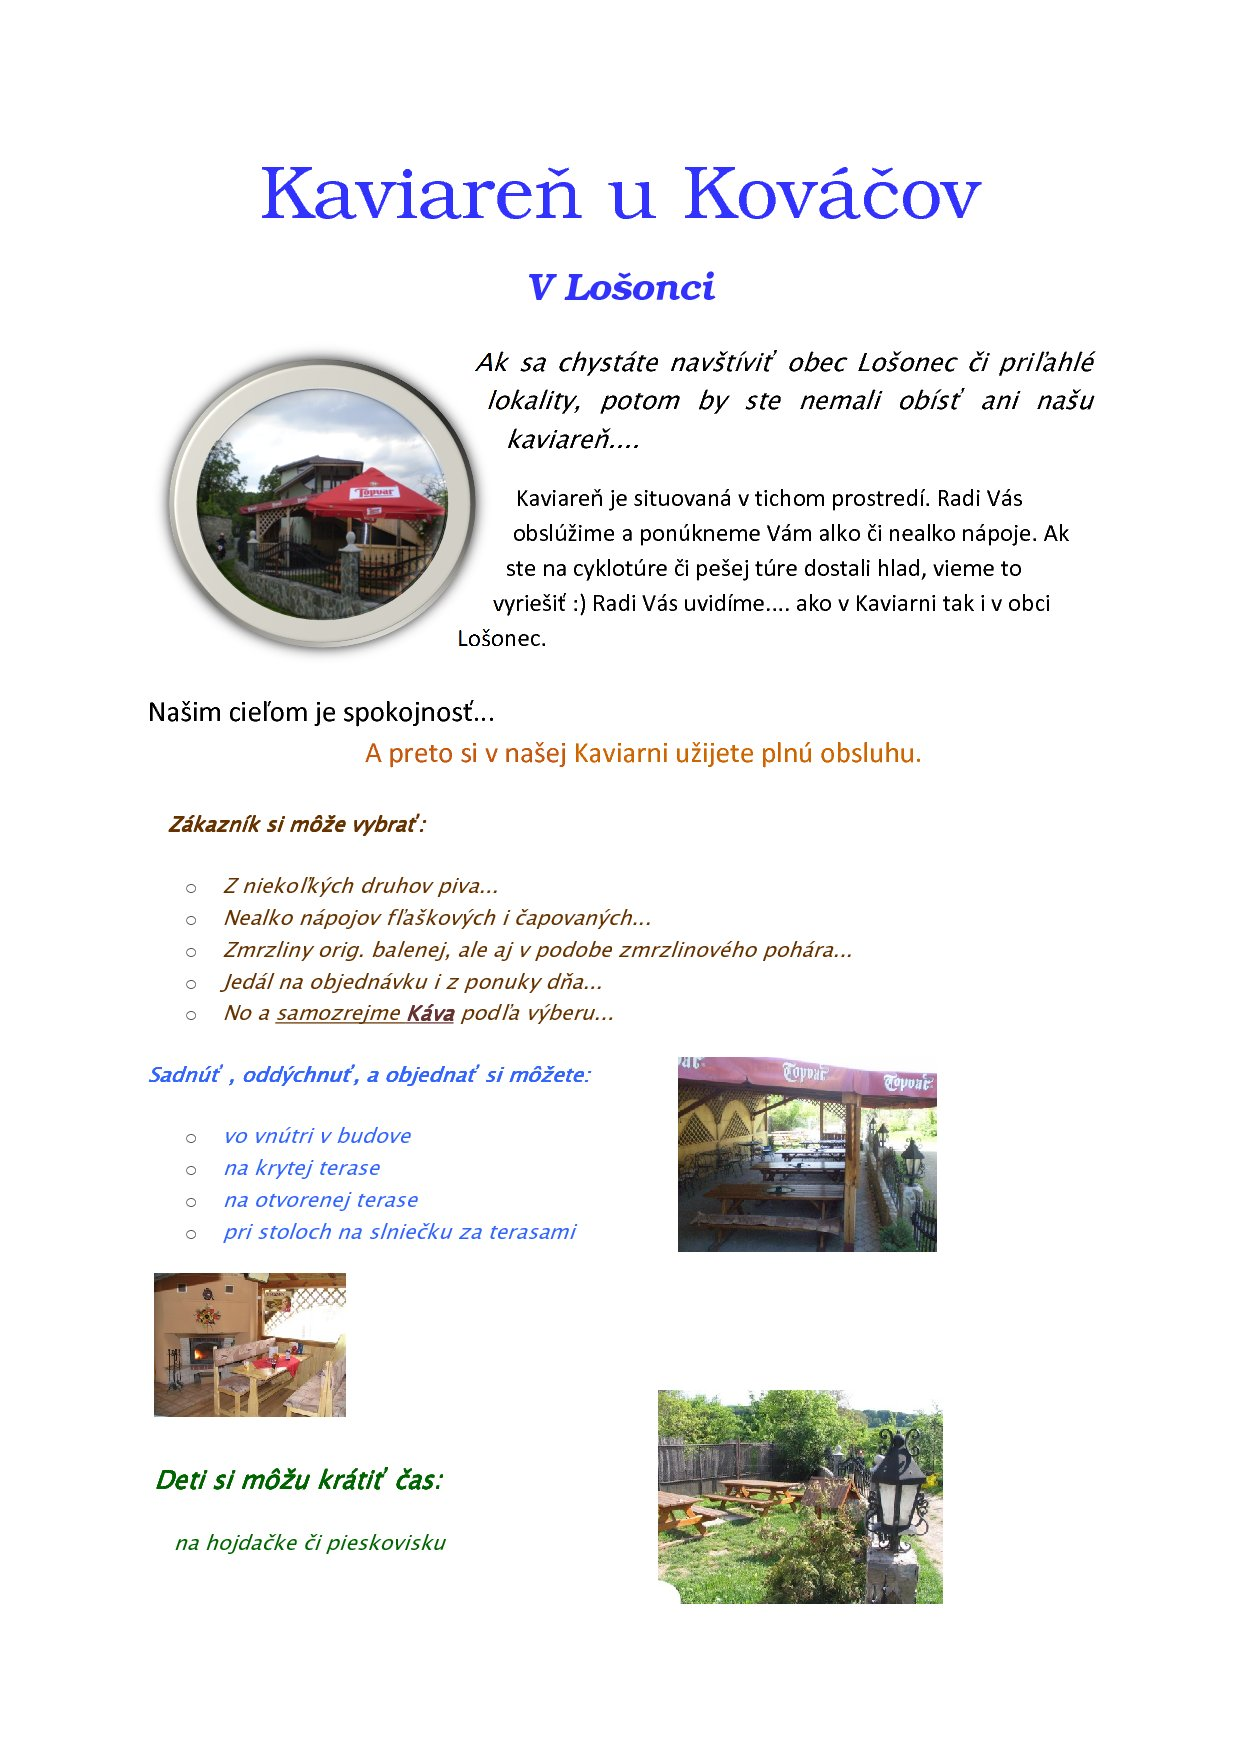 Kaviareň u Kováčov
V Lošonci
Ak sa chystáte navštíviť obec Lošonec či priľahlé
lokality, potom by ste nemali obísť ani našu
kaviareň....
Kaviareň je situovaná v tichom prostredí. Radi Vás
obslúžime a ponúkneme Vám alko či nealko nápoje. Ak
ste na cyklotúre či pešej túre dostali hlad, vieme to
vyriešiť :) Radi Vás uvidíme.... ako v Kaviarni tak i v obci
Lošonec.
Topvar
Topvar
Našim cieľom je spokojnosť...
A preto si v našej Kaviarni užijete plnú obsluhu.
Zákazník si môže vybrať:
o Z niekoľkých druhov piva...
o Nealko nápojov fľaškových i čapovaných...
o Zmrzliny orig. balenej, ale aj v podobe zmrzlinového pohára...
o Jedál na objednávku i z ponuky dňa...
o No a samozrejme Káva podľa výberu...
Sadnúť , oddýchnuť, a objednať si môžete:
o vo vnútri v budove
o na krytej terase
o na otvorenej terase
o pri stoloch na slniečku za terasami
Topvar
Topvar
Deti si môžu krátiť čas:
na hojdačke či pieskovisku